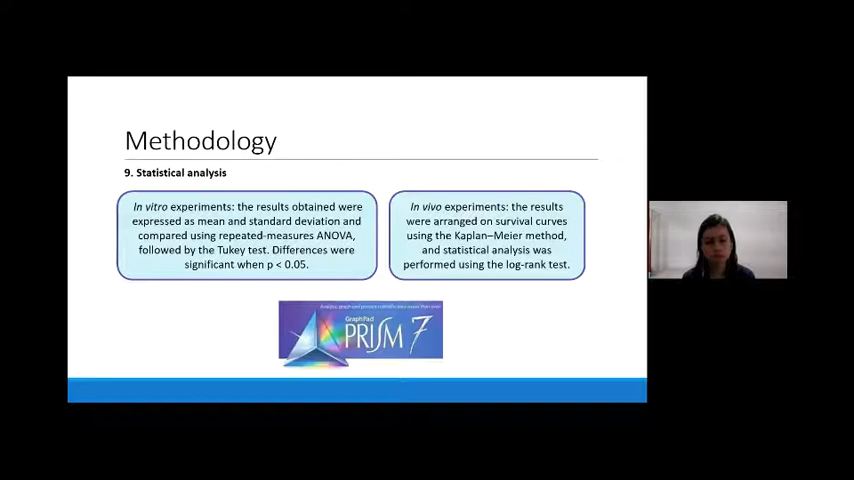 Methodology
9. Statistical analysis
In vitro experiments: the results obtained were
expressed as mean and standard deviation and
compared using repeated-measures ANOVA,
followed by the Tukey test. Differences were
significant when p < 0.05.
In vivo experiments: the results
were arranged on survival curves
using the Kaplan–Meier method,
and statistical analysis was
performed using the log-rank test.
GraphPad
PRISM 7